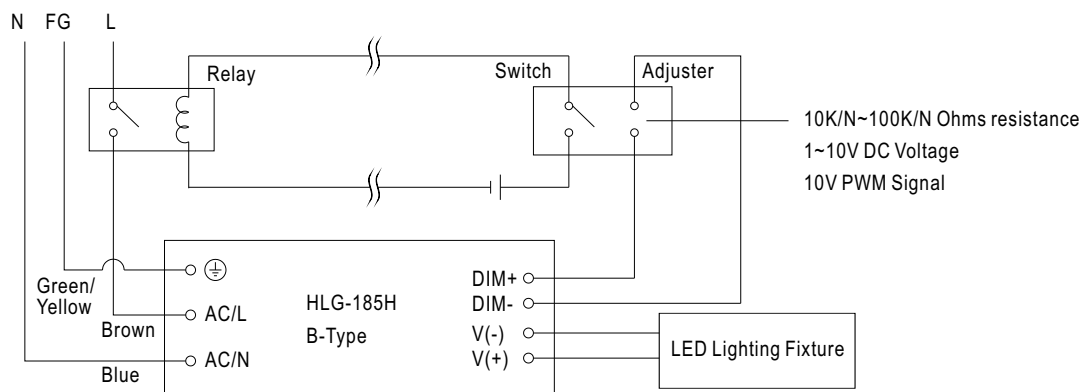 N FG L
Relay
Switch
Adjuster
10K/N~100K/N Ohms resistance
1~10V DC Voltage
10V PWM Signal
Green/
Yellow
Brown
Blue
AC/L
AC/N
HLG-185H
B-Type
DIM+
DIM-
V(-)
V(+)
LED Lighting Fixture